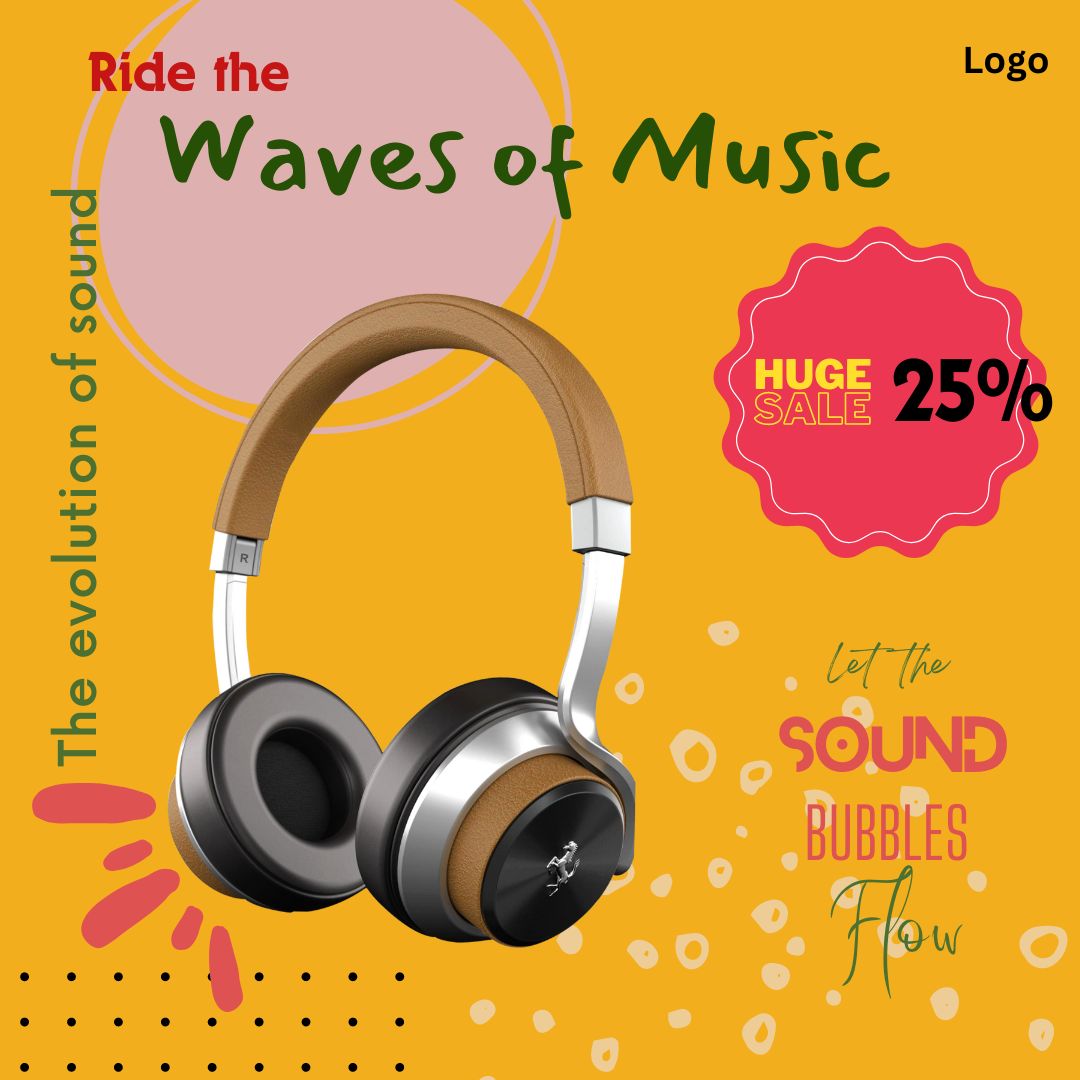 Ride the
Logo
Waves of Music
The evolution of sound
HUGE
SALE
25%
R
let the
SOUND
BUBBLES
Flow